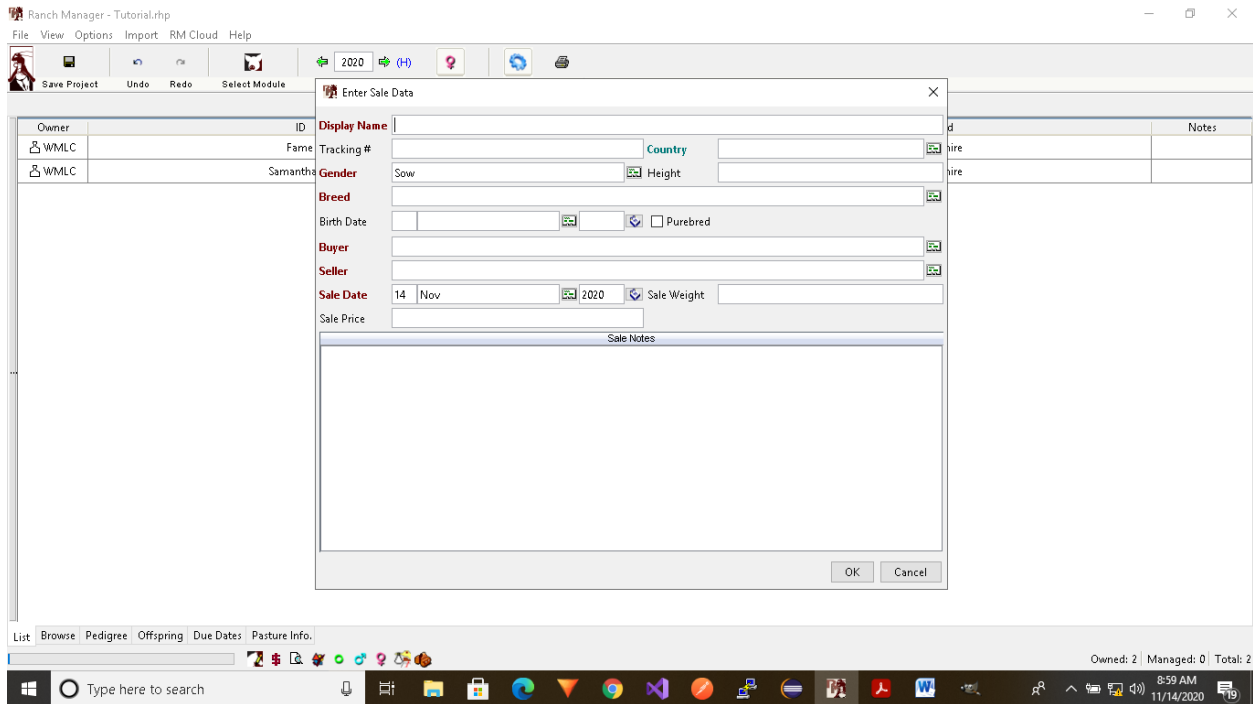 Ranch Manager - Tutorial.rhp
File View Options Import RM Cloud Help
2020 (H)
Save Project Undo Redo Select Module
Enter Sale Data
Owner ID d Notes
WMLC Fame hire
WMLC Samantha hire
Display Name
Tracking # Country
Gender Sow Height
Breed
Birth Date Purebred
Buyer
Seller
Sale Date 14 Nov 2020 Sale Weight
Sale Price
Sale Notes
OK Cancel
List Browse Pedigree Offspring Due Dates Pasture Info.
Owned: 2 Managed: 0 Total: 2
Type here to search
8:59 AM
11/14/2020
19